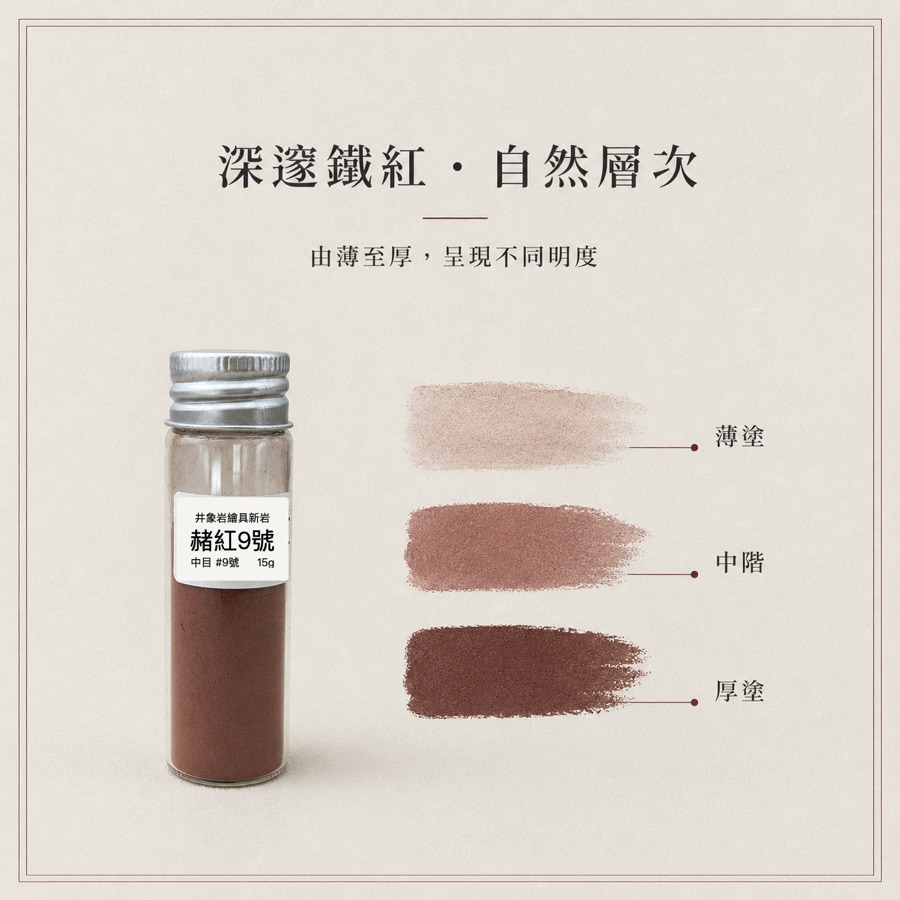 深邃鐵紅・自然層次
由薄至厚，呈現不同明度
井象岩繪具新岩
赭紅9號
中目 #9號 15g
薄塗
中階
厚塗